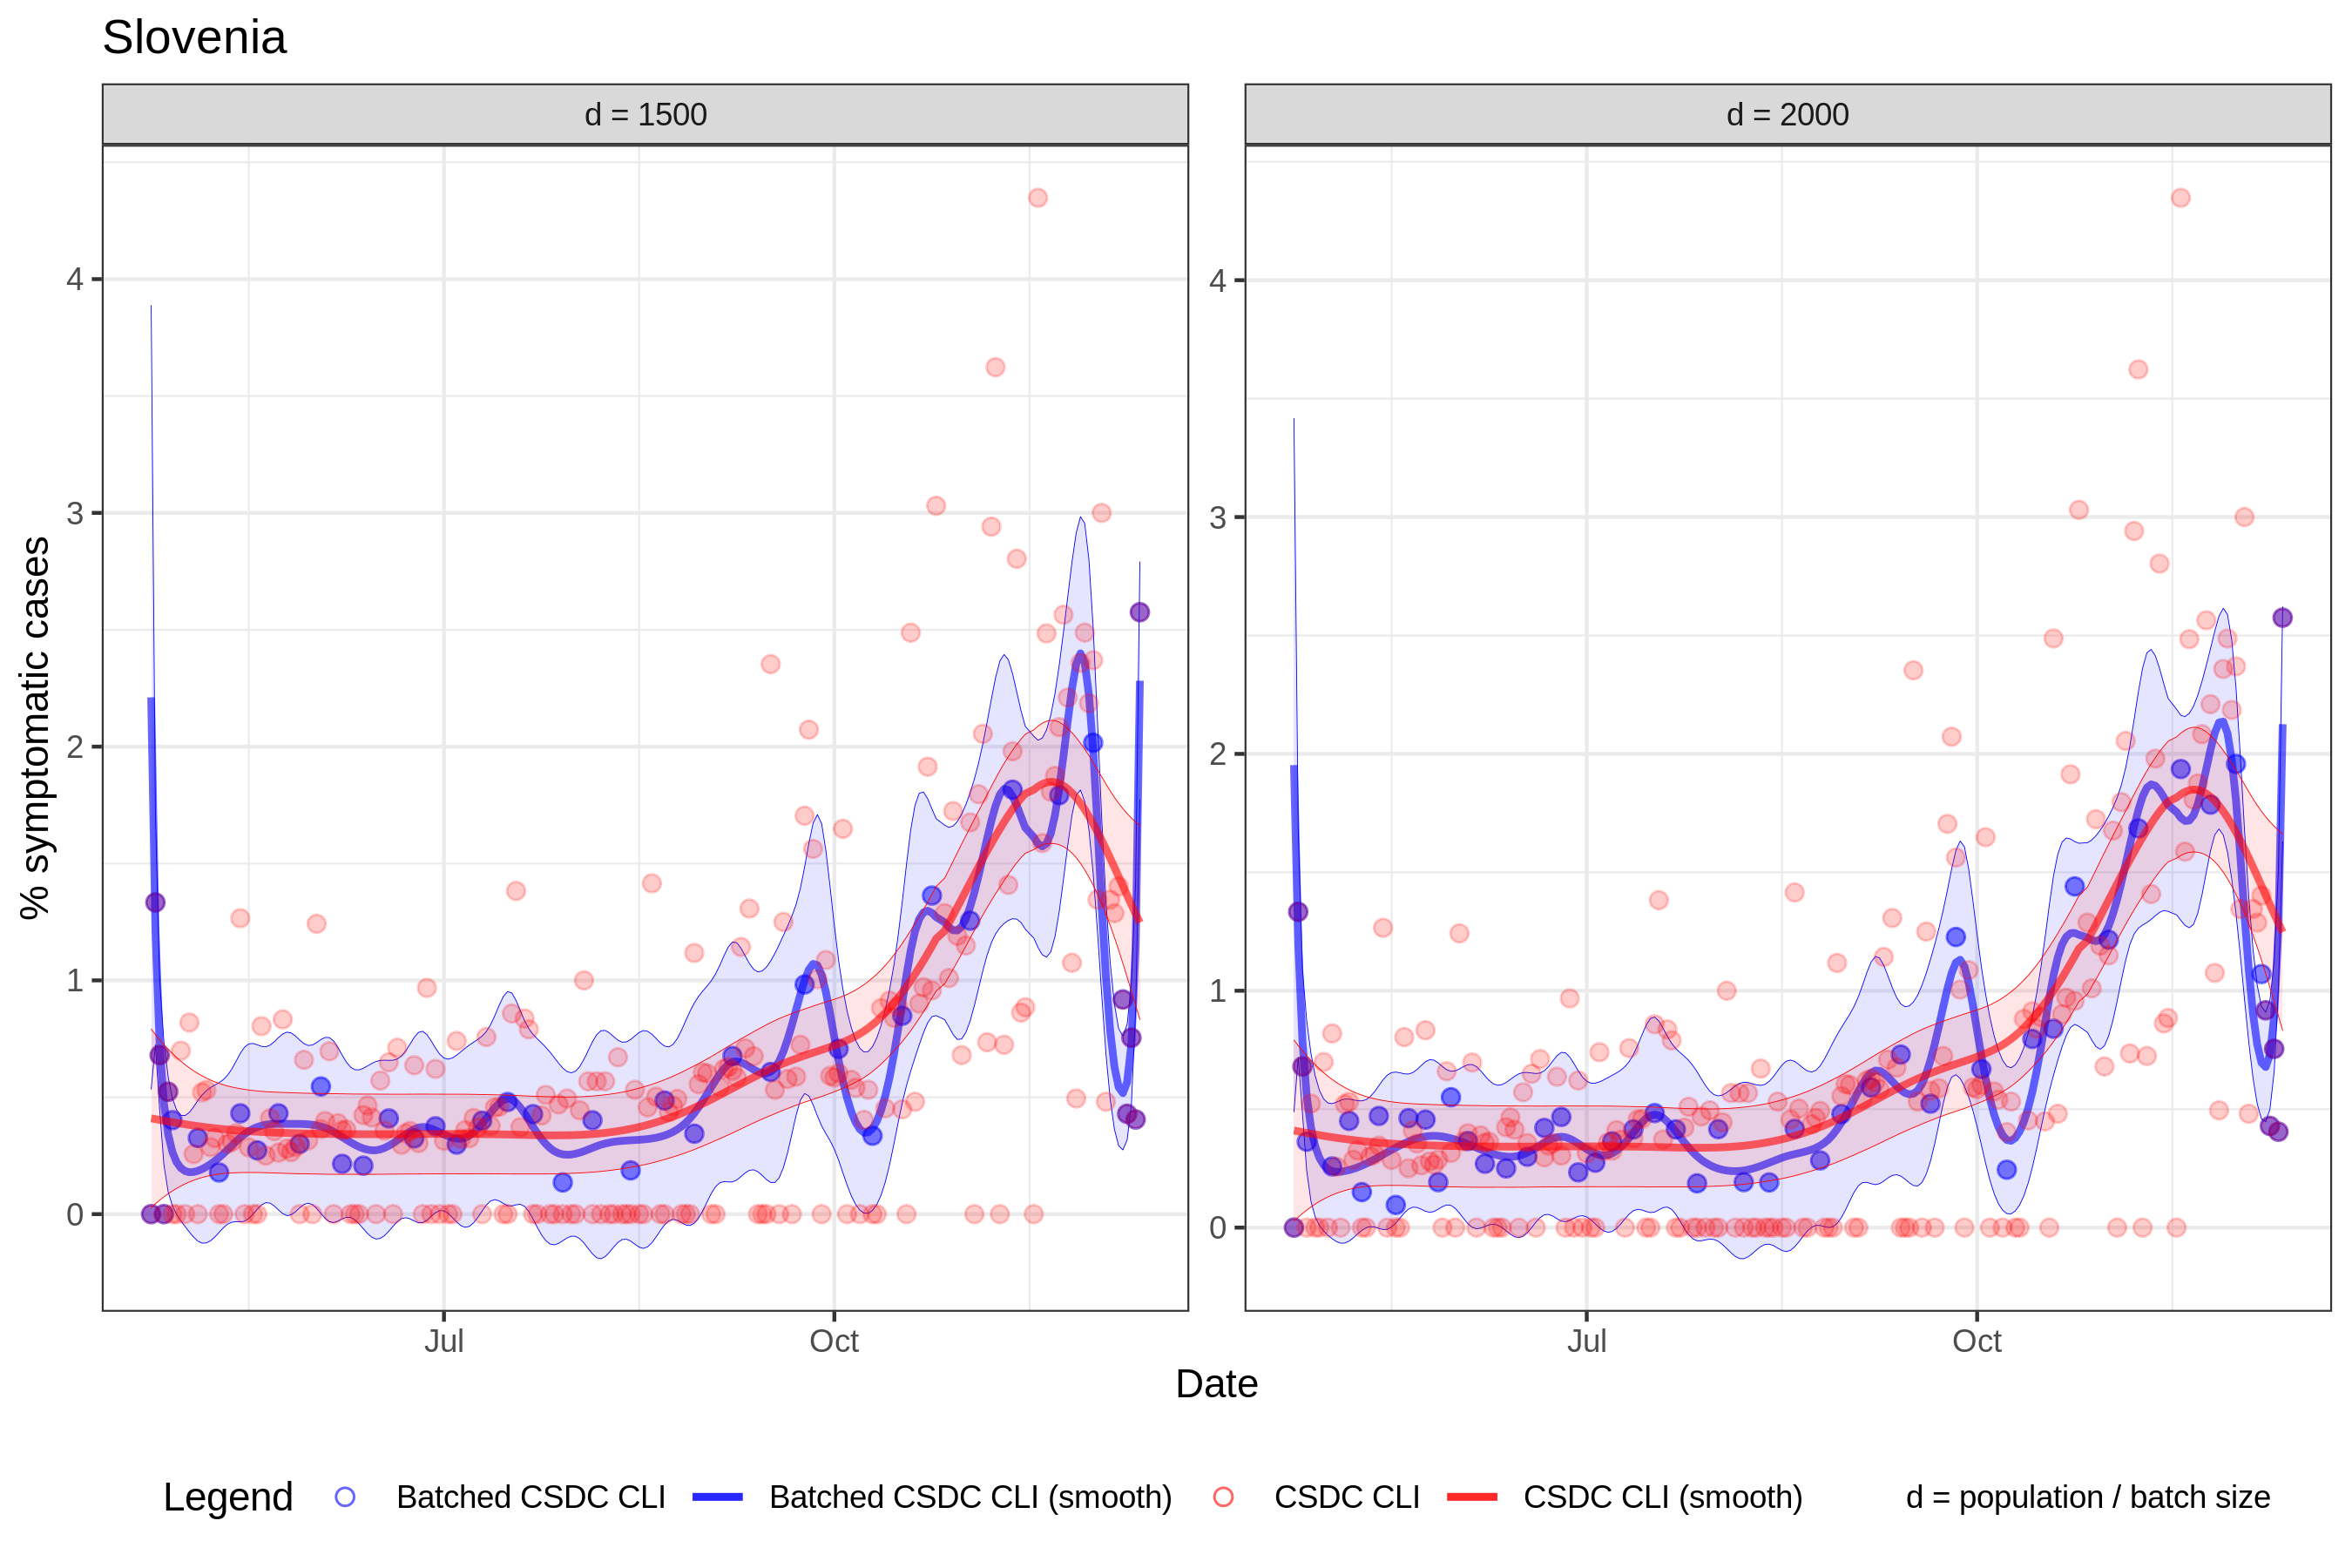 Slovenia
d = 1500
d = 2000
% symptomatic cases
4
3
2
1
0
4
3
2
1
0
Jul
Oct
Jul
Oct
Date
Legend
Batched CSDC CLI
Batched CSDC CLI (smooth)
CSDC CLI
CSDC CLI (smooth)
d = population / batch size